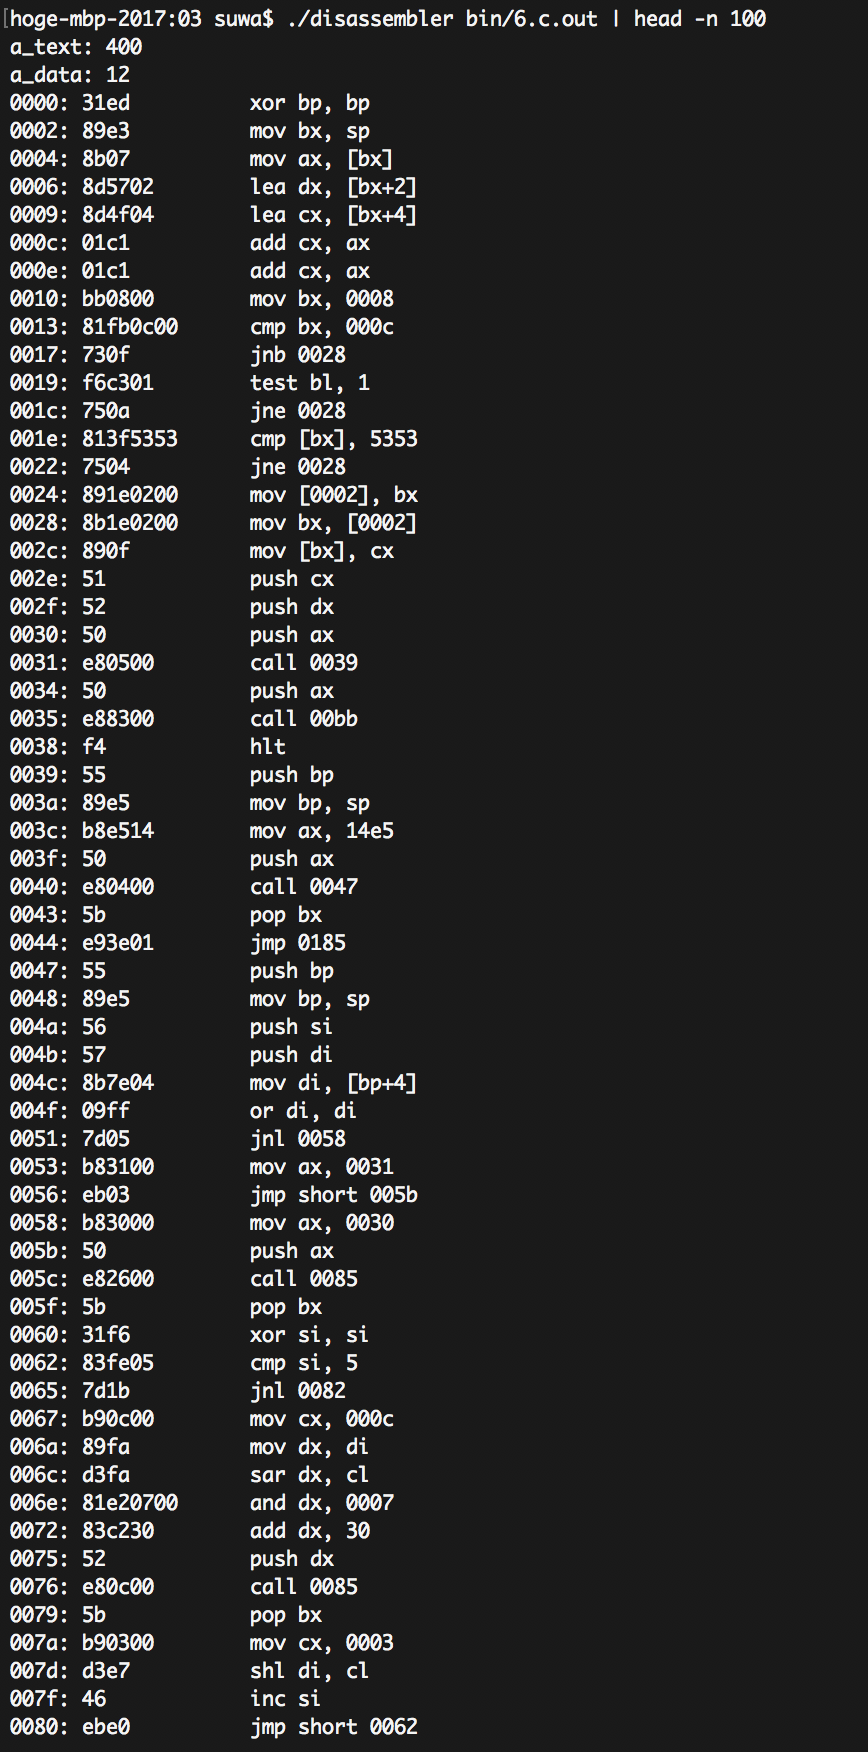 [hoge-mbp-2017:03 suwa$ ./disassembler bin/6.c.out | head -n 100
a_text: 400
a_data: 12
0000: 31ed          xor bp, bp
0002: 89e3          mov bx, sp
0004: 8b07          mov ax, [bx]
0006: 8d5702        lea dx, [bx+2]
0009: 8d4f04        lea cx, [bx+4]
000c: 01c1          add cx, ax
000e: 01c1          add cx, ax
0010: bb0800        mov bx, 0008
0013: 81fb0c00      cmp bx, 000c
0017: 730f          jnb 0028
0019: f6c301        test bl, 1
001c: 750a          jne 0028
001e: 813f5353      cmp [bx], 5353
0022: 7504          jne 0028
0024: 891e0200      mov [0002], bx
0028: 8b1e0200      mov bx, [0002]
002c: 890f          mov [bx], cx
002e: 51            push cx
002f: 52            push dx
0030: 50            push ax
0031: e80500        call 0039
0034: 50            push ax
0035: e88300        call 00bb
0038: f4            hlt
0039: 55            push bp
003a: 89e5          mov bp, sp
003c: b8e514        mov ax, 14e5
003f: 50            push ax
0040: e80400        call 0047
0043: 5b            pop bx
0044: e93e01        jmp 0185
0047: 55            push bp
0048: 89e5          mov bp, sp
004a: 56            push si
004b: 57            push di
004c: 8b7e04        mov di, [bp+4]
004f: 09ff          or di, di
0051: 7d05          jnl 0058
0053: b83100        mov ax, 0031
0056: eb03          jmp short 005b
0058: b83000        mov ax, 0030
005b: 50            push ax
005c: e82600        call 0085
005f: 5b            pop bx
0060: 31f6          xor si, si
0062: 83fe05        cmp si, 5
0065: 7d1b          jnl 0082
0067: b90c00        mov cx, 000c
006a: 89fa          mov dx, di
006c: d3fa          sar dx, cl
006e: 81e20700      and dx, 0007
0072: 83c230        add dx, 30
0075: 52            push dx
0076: e80c00        call 0085
0079: 5b            pop bx
007a: b90300        mov cx, 0003
007d: d3e7          shl di, cl
007f: 46            inc si
0080: ebe0          jmp short 0062